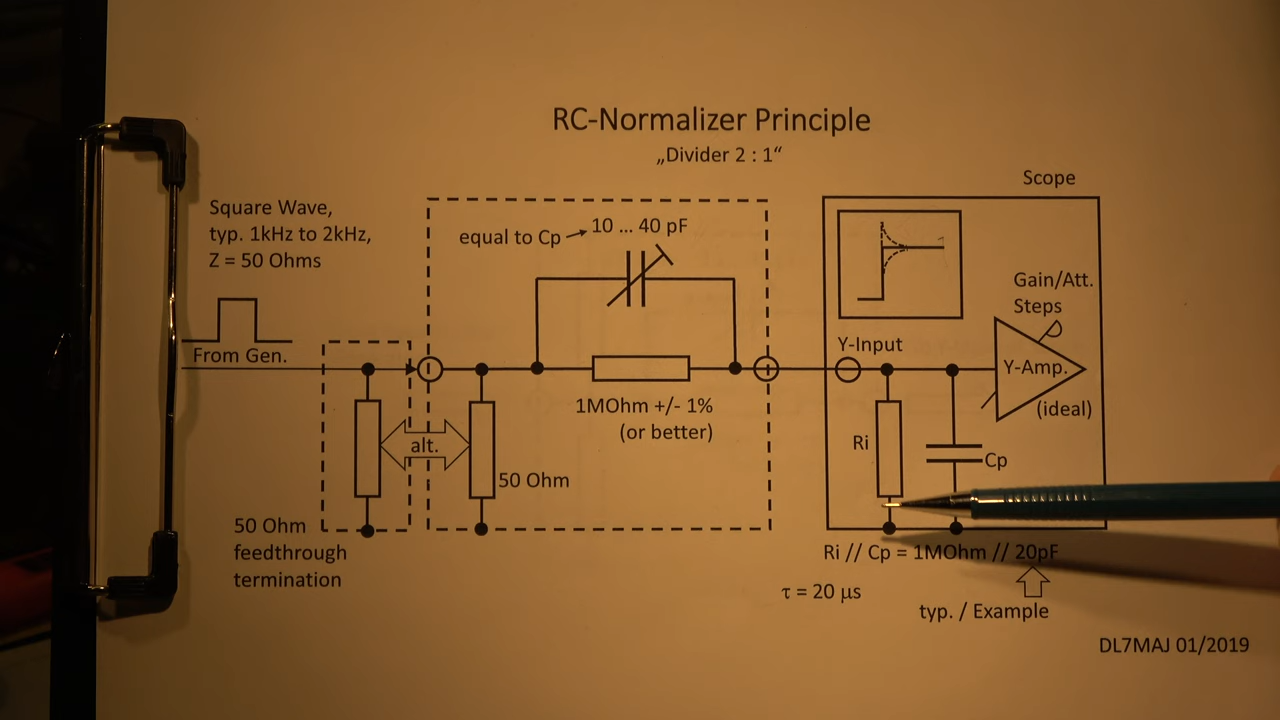 RC-Normalizer Principle
„Divider 2 : 1“
Scope
Square Wave,
typ. 1kHz to 2kHz,
Z = 50 Ohms
equal to Cp
10 ... 40 pF
Gain/Att.
Steps
From Gen.
Y-Input
Y-Amp.
(ideal)
1MOhm +/- 1%
(or better)
alt.
Ri
Cp
50 Ohm
50 Ohm
feedthrough
termination
Ri // Cp = 1MOhm // 20pF
τ = 20 µs
typ. / Example
DL7MAJ 01/2019